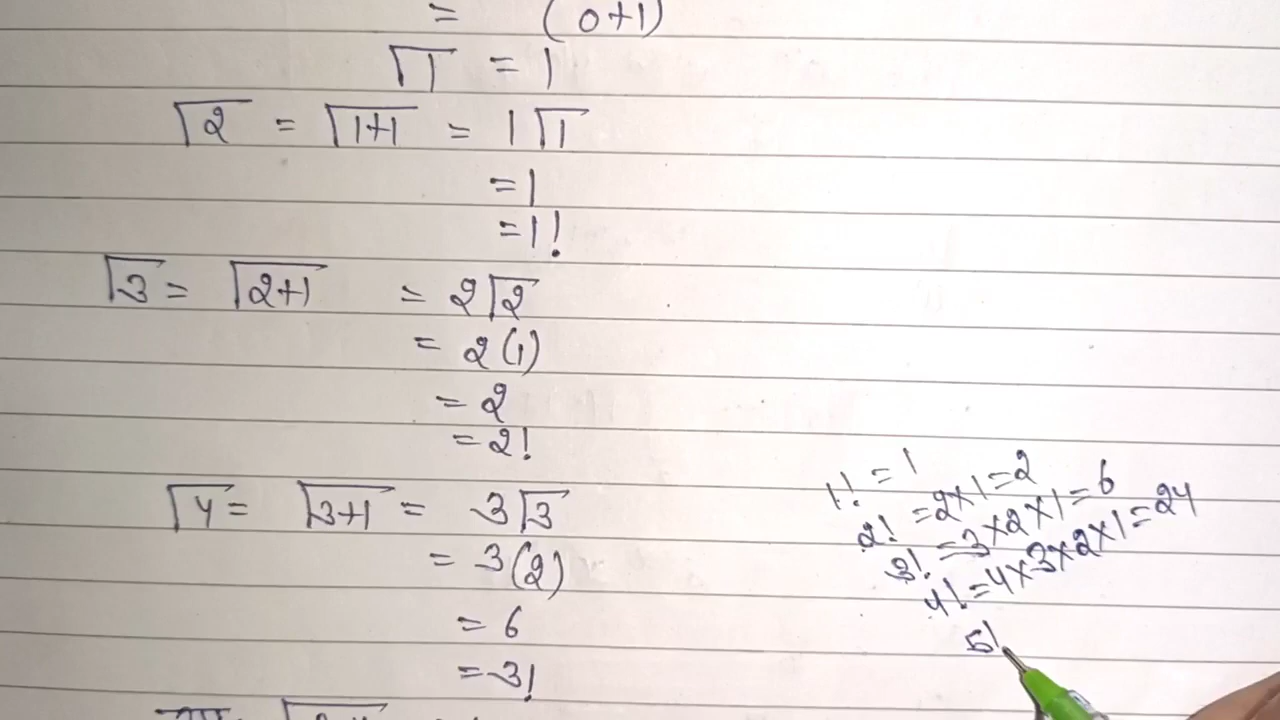 = (0+1)
Γ1 = 1
Γ2 = Γ1+1 = 1 Γ1
= 1
= 1!
Γ3 = Γ2+1 = 2Γ2
= 2(1)
= 2
= 2!
Γ4 = Γ3+1 = 3Γ3
= 3(2)
= 6
= 3!
1! = 1
2! = 2×1 = 2
3! = 3×2×1 = 6
4! = 4×3×2×1 = 24
5!